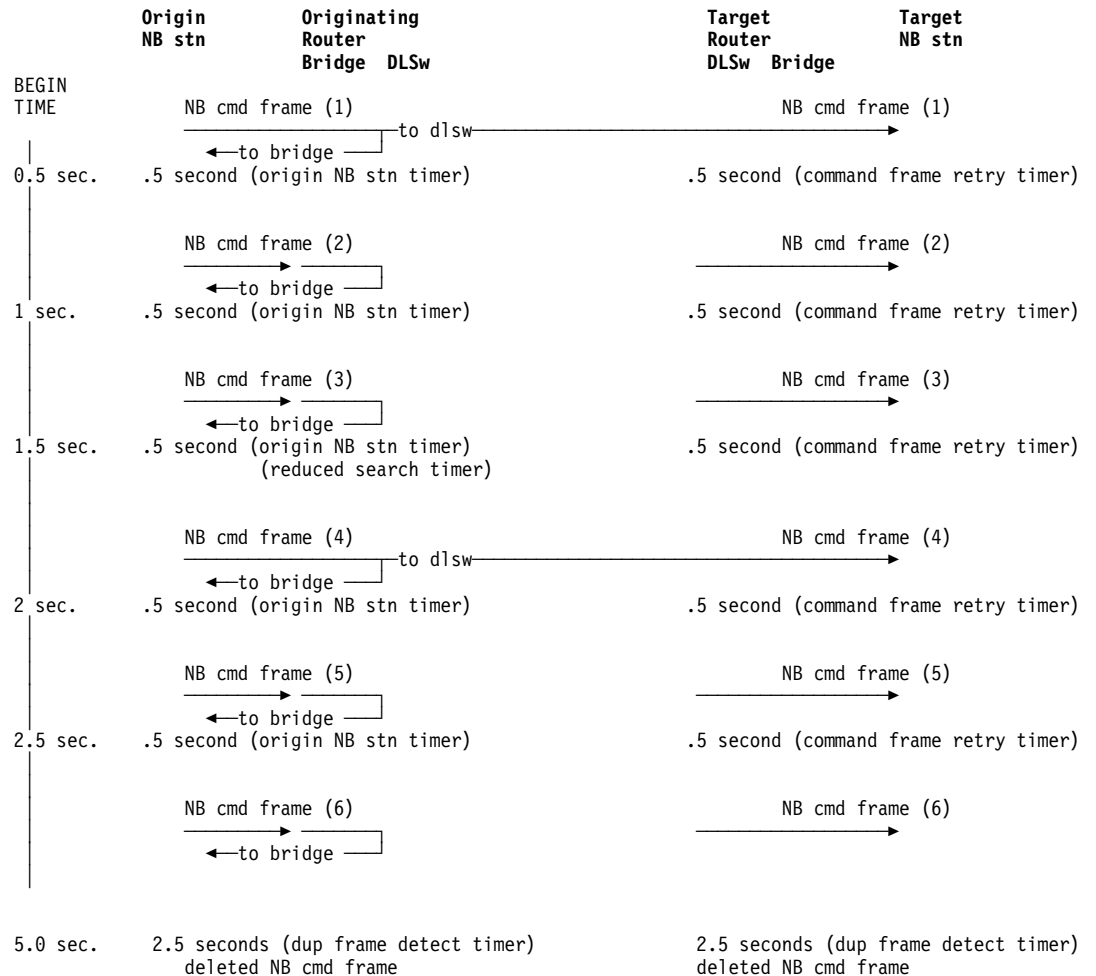 Origin Originating Target Target
NB stn Router Router NB stn
Bridge DLSw DLSw Bridge
BEGIN
TIME NB cmd frame (1) NB cmd frame (1)
to dlsw
to bridge
0.5 sec. .5 second (origin NB stn timer) .5 second (command frame retry timer)
NB cmd frame (2) NB cmd frame (2)
to bridge
1 sec. .5 second (origin NB stn timer) .5 second (command frame retry timer)
NB cmd frame (3) NB cmd frame (3)
to bridge
1.5 sec. .5 second (origin NB stn timer) .5 second (command frame retry timer)
(reduced search timer)
NB cmd frame (4) NB cmd frame (4)
to dlsw
to bridge
2 sec. .5 second (origin NB stn timer) .5 second (command frame retry timer)
NB cmd frame (5) NB cmd frame (5)
to bridge
2.5 sec. .5 second (origin NB stn timer) .5 second (command frame retry timer)
NB cmd frame (6) NB cmd frame (6)
to bridge
5.0 sec. 2.5 seconds (dup frame detect timer) 2.5 seconds (dup frame detect timer)
deleted NB cmd frame deleted NB cmd frame